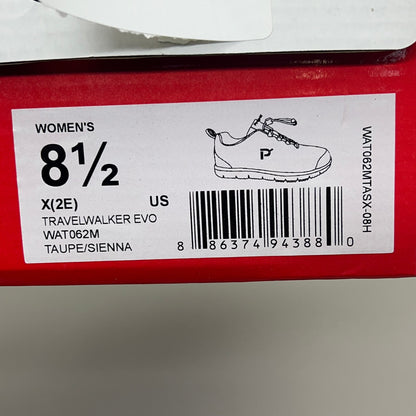 WOMEN'S
8½
X(2E) US
TRAVELWALKER EVO
WAT062M
TAUPE/SIENNA
P
8 86374 94388 0
WAT062MTASX-08H